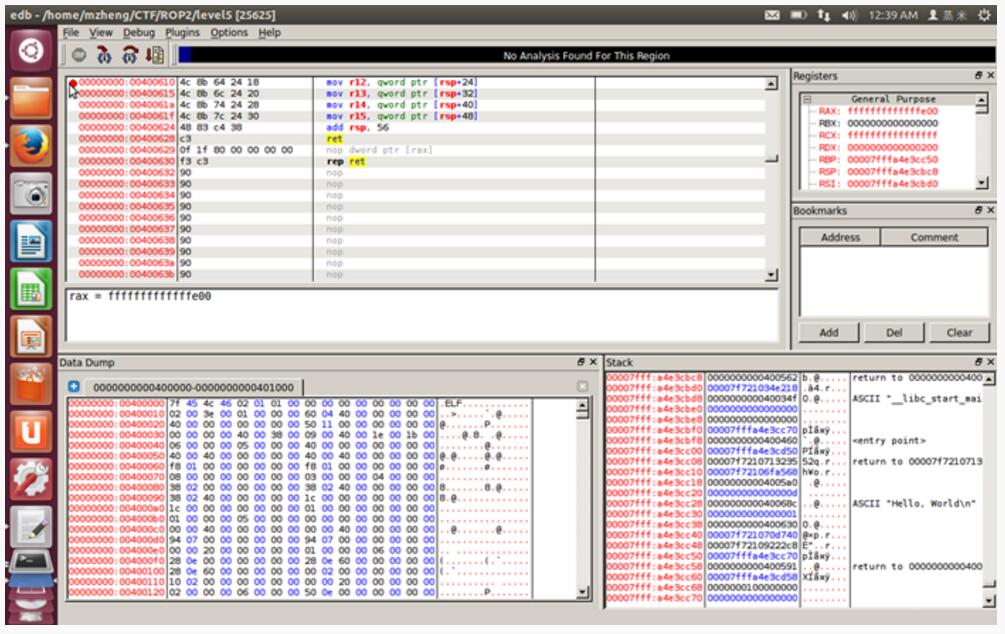 edb - /home/mzheng/CTF/ROP2/level5 [25625]
12:39 AM
File View Debug Plugins Options Help
No Analysis Found For This Region
00000000:00400610 4c 8b 64 24 18 mov r12, qword ptr [rsp+24]
00000000:00400615 4c 8b 6c 24 20 mov r13, qword ptr [rsp+32]
00000000:0040061a 4c 8b 74 24 28 mov r14, qword ptr [rsp+40]
00000000:0040061f 4c 8b 7c 24 30 mov r15, qword ptr [rsp+48]
00000000:00400624 48 83 c4 38 add rsp, 56
00000000:00400628 c3 ret
00000000:00400629 0f 1f 80 00 00 00 00 nop dword ptr [rax]
00000000:00400630 f3 c3 rep ret
00000000:00400632 90 nop
00000000:00400633 90 nop
00000000:00400634 90 nop
00000000:00400635 90 nop
00000000:00400636 90 nop
00000000:00400637 90 nop
00000000:00400638 90 nop
00000000:00400639 90 nop
00000000:0040063a 90 nop
00000000:0040063b 90 nop
rax = fffffffffffffe00
Registers
General Purpose
RAX: fffffffffffffe00
RBX: 0000000000000000
RCX: ffffffffffffffff
RDX: 0000000000000200
RBP: 00007fffa4e3cc50
RSP: 00007fffa4e3cbc8
RSI: 00007fffa4e3cbd0
Bookmarks
Address Comment
Add Del Clear
Data Dump
0000000000400000-0000000000401000
00000000:00400000 7f 45 4c 46 02 01 01 00 00 00 00 00 00 00 00 00 .ELF
00000000:00400010 02 00 3e 00 01 00 00 00 60 04 40 00 00 00 00 00
00000000:00400020 40 00 00 00 00 00 00 00 50 11 00 00 00 00 00 00
00000000:00400030 00 00 00 00 40 00 38 00 09 00 40 00 1e 00 1b 00
00000000:00400040 06 00 00 00 05 00 00 00 40 00 00 00 00 00 00 00
00000000:00400050 40 00 40 00 00 00 00 00 40 00 40 00 00 00 00 00
00000000:00400060 f8 01 00 00 00 00 00 00 f8 01 00 00 00 00 00 00
00000000:00400070 08 00 00 00 00 00 00 00 03 00 00 00 04 00 00 00
00000000:00400080 38 02 00 00 00 00 00 00 38 02 40 00 00 00 00 00
00000000:00400090 38 02 40 00 00 00 00 00 1c 00 00 00 00 00 00 00
00000000:004000a0 1c 00 00 00 00 00 00 00 01 00 00 00 00 00 00 00
00000000:004000b0 01 00 00 00 05 00 00 00 00 00 00 00 00 00 00 00
00000000:004000c0 00 00 40 00 00 00 00 00 00 00 40 00 00 00 00 00
00000000:004000d0 94 07 00 00 00 00 00 00 94 07 00 00 00 00 00 00
00000000:004000e0 00 00 20 00 00 00 00 00 01 00 00 00 06 00 00 00
00000000:004000f0 28 0e 00 00 00 00 00 00 28 0e 60 00 00 00 00 00
00000000:00400100 28 0e 60 00 00 00 00 00 00 02 00 00 00 00 00 00
00000000:00400110 10 02 00 00 00 00 00 00 00 00 20 00 00 00 00 00
00000000:00400120 02 00 00 00 06 00 00 00 50 0e 00 00 00 00 00 00
Stack
00007fff:a4e3cbc8 0000000000400562 return to 0000000000400
00007fff:a4e3cbd0 00007f721034e218
00007fff:a4e3cbd8 000000000040034f ASCII "__libc_start_mai
00007fff:a4e3cbe0 0000000000000000
00007fff:a4e3cbe8 0000000000000000
00007fff:a4e3cbf0 00007fffa4e3cc70
00007fff:a4e3cbf8 0000000000400460 <entry point>
00007fff:a4e3cc00 00007fffa4e3cd50
00007fff:a4e3cc08 00007f7210713295 return to 00007f7210713
00007fff:a4e3cc10 00007f72106fa568
00007fff:a4e3cc18 00000000004005a0
00007fff:a4e3cc20 000000000000000d
00007fff:a4e3cc28 000000000040068c ASCII "Hello, World\n"
00007fff:a4e3cc30 0000000000000001
00007fff:a4e3cc38 0000000000400630
00007fff:a4e3cc40 00007f721070d740
00007fff:a4e3cc48 00007f72109222c8
00007fff:a4e3cc50 00007fffa4e3cc70
00007fff:a4e3cc58 0000000000400591 return to 0000000000400
00007fff:a4e3cc60 00007fffa4e3cd58
00007fff:a4e3cc68 0000000100000000
00007fff:a4e3cc70 0000000000000000